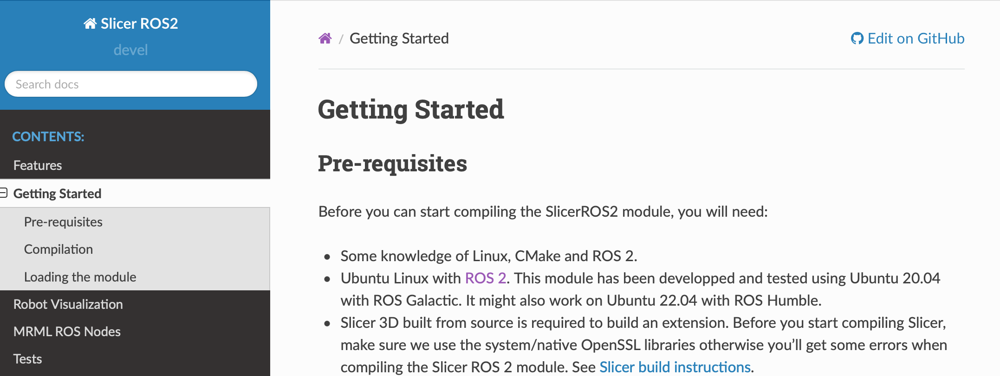 Slicer ROS2
devel
Search docs
CONTENTS:
Features
Getting Started
Pre-requisites
Compilation
Loading the module
Robot Visualization
MRML ROS Nodes
Tests
/ Getting Started
Edit on GitHub
Getting Started
Pre-requisites
Before you can start compiling the SlicerROS2 module, you will need:
• Some knowledge of Linux, CMake and ROS 2.
• Ubuntu Linux with ROS 2. This module has been developped and tested using Ubuntu 20.04
with ROS Galactic. It might also work on Ubuntu 22.04 with ROS Humble.
• Slicer 3D built from source is required to build an extension. Before you start compiling Slicer,
make sure we use the system/native OpenSSL libraries otherwise you’ll get some errors when
compiling the Slicer ROS 2 module. See Slicer build instructions.